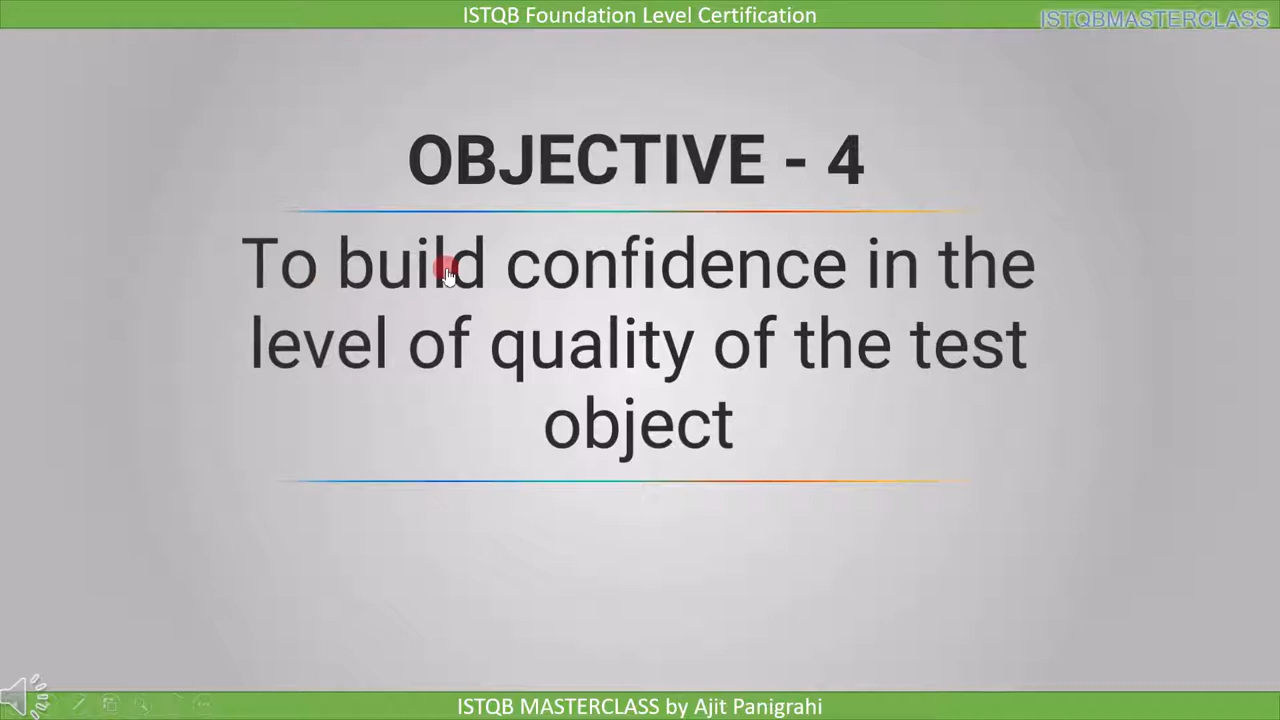 ISTQB Foundation Level Certification
ISTQBMASTERCLASS
OBJECTIVE - 4
To build confidence in the
level of quality of the test
object
ISTQB MASTERCLASS by Ajit Panigrahi